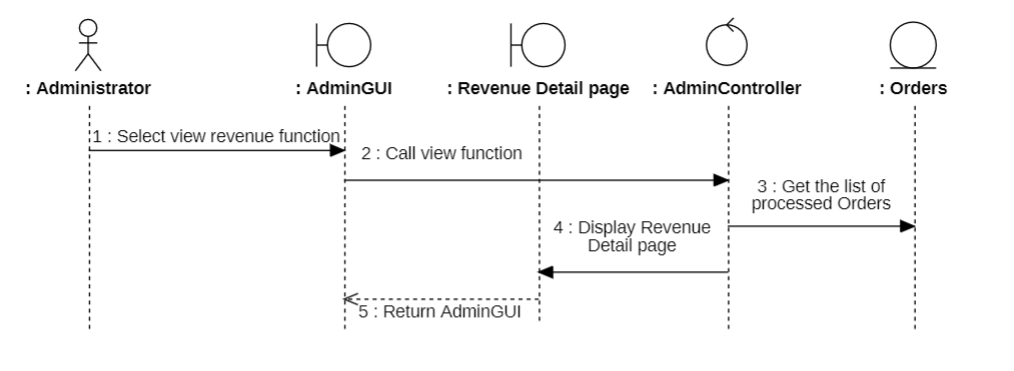 : Administrator
: AdminGUI
: Revenue Detail page
: AdminController
: Orders
1 : Select view revenue function
2 : Call view function
3 : Get the list of
processed Orders
4 : Display Revenue
Detail page
5 : Return AdminGUI